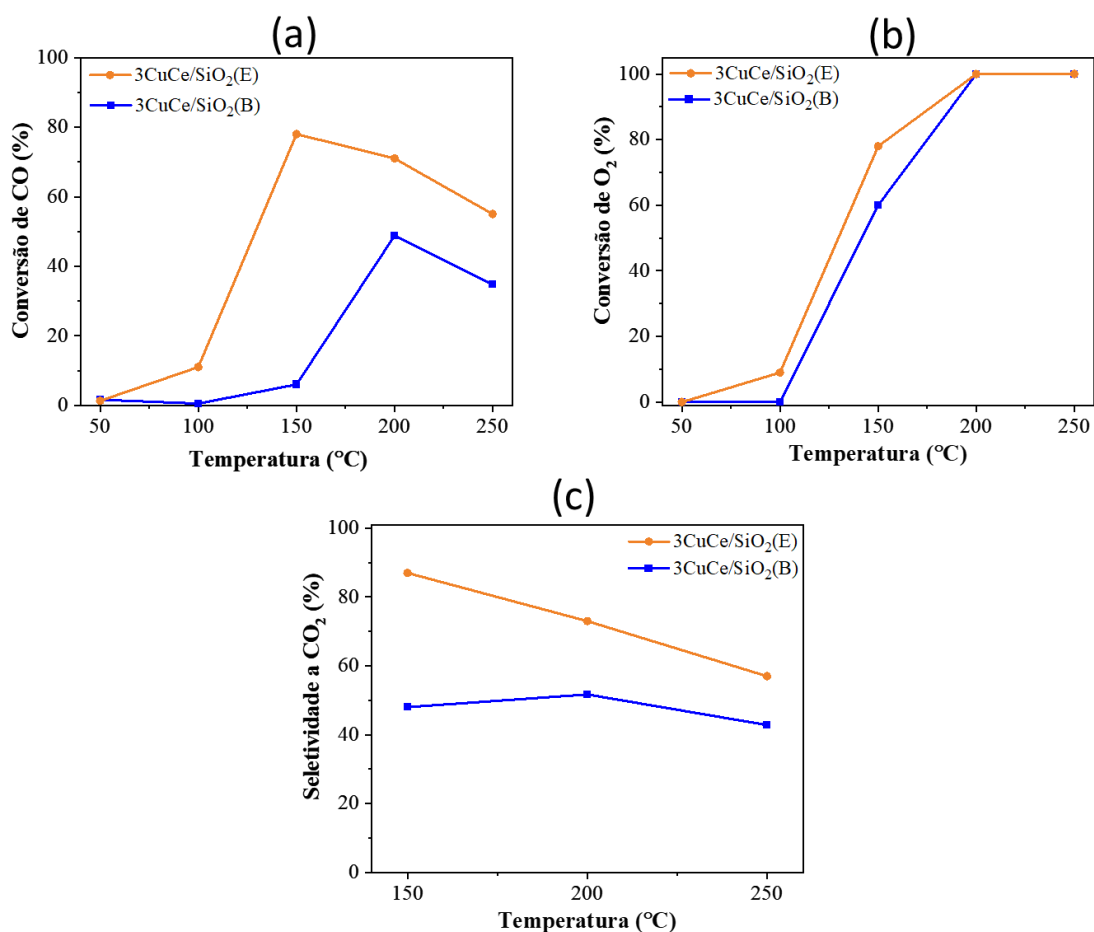 (a)
100
80
60
40
20
0
Conversão de CO (%)
3CuCe/SiO₂(E)
3CuCe/SiO₂(B)
50 100 150 200 250
Temperatura (°C)
(b)
100
80
60
40
20
0
Conversão de O₂ (%)
3CuCe/SiO₂(E)
3CuCe/SiO₂(B)
50 100 150 200 250
Temperatura (°C)
(c)
100
80
60
40
20
0
Seletividade a CO₂ (%)
3CuCe/SiO₂(E)
3CuCe/SiO₂(B)
150 200 250
Temperatura (°C)